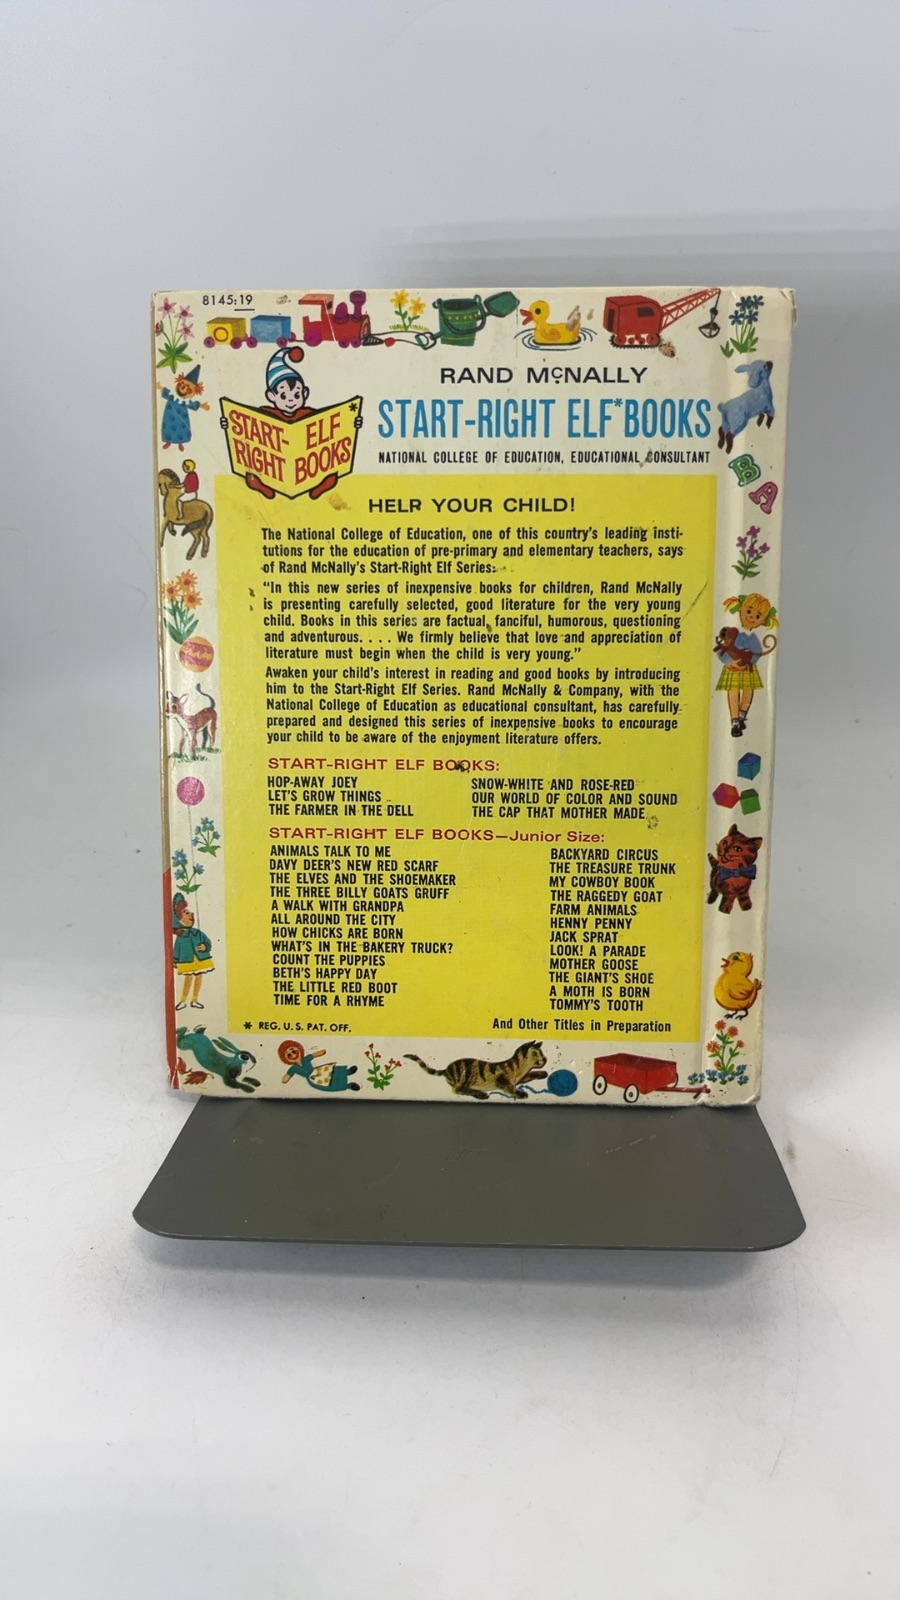 8145:19
RAND McNALLY
START-RIGHT ELF* BOOKS
NATIONAL COLLEGE OF EDUCATION, EDUCATIONAL CONSULTANT
START-
RIGHT
ELF *
BOOKS
B
A
HELP YOUR CHILD!
The National College of Education, one of this country's leading insti-
tutions for the education of pre-primary and elementary teachers, says
of Rand McNally's Start-Right Elf Series:
"In this new series of inexpensive books for children, Rand McNally
is presenting carefully selected, good literature for the very young
child. Books in this series are factual, fanciful, humorous, questioning
and adventurous. . . . We firmly believe that love and appreciation of
literature must begin when the child is very young."
Awaken your child's interest in reading and good books by introducing
him to the Start-Right Elf Series. Rand McNally & Company, with the
National College of Education as educational consultant, has carefully
prepared and designed this series of inexpensive books to encourage
your child to be aware of the enjoyment literature offers.
START-RIGHT ELF BOOKS:
HOP-AWAY JOEY
LET'S GROW THINGS
THE FARMER IN THE DELL
SNOW-WHITE AND ROSE-RED
OUR WORLD OF COLOR AND SOUND
THE CAP THAT MOTHER MADE
START-RIGHT ELF BOOKS—Junior Size:
ANIMALS TALK TO ME
DAVY DEER'S NEW RED SCARF
THE ELVES AND THE SHOEMAKER
THE THREE BILLY GOATS GRUFF
A WALK WITH GRANDPA
ALL AROUND THE CITY
HOW CHICKS ARE BORN
WHAT'S IN THE BAKERY TRUCK?
COUNT THE PUPPIES
BETH'S HAPPY DAY
THE LITTLE RED BOOT
TIME FOR A RHYME
BACKYARD CIRCUS
THE TREASURE TRUNK
MY COWBOY BOOK
THE RAGGEDY GOAT
FARM ANIMALS
HENNY PENNY
JACK SPRAT
LOOK! A PARADE
MOTHER GOOSE
THE GIANT'S SHOE
A MOTH IS BORN
TOMMY'S TOOTH
* REG. U.S. PAT. OFF.
And Other Titles in Preparation